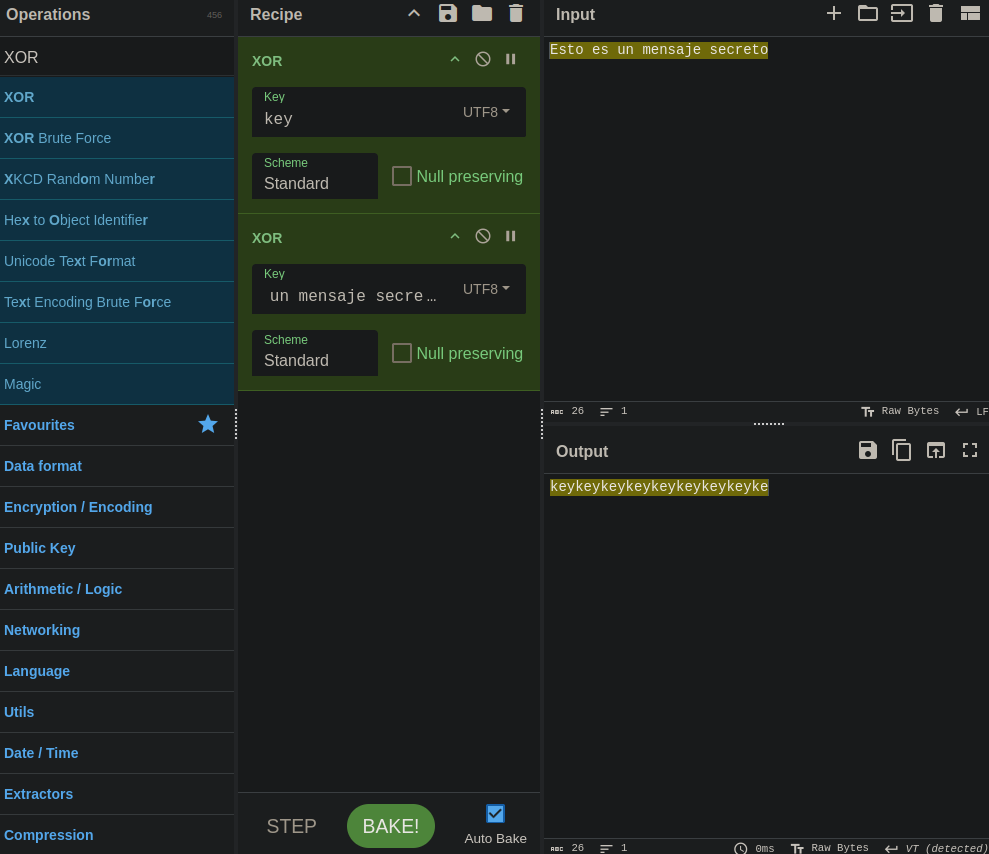 Operations 456
XOR
XOR
XOR Brute Force
XKCD Random Number
Hex to Object Identifier
Unicode Text Format
Text Encoding Brute Force
Lorenz
Magic
Favourites
Data format
Encryption / Encoding
Public Key
Arithmetic / Logic
Networking
Language
Utils
Date / Time
Extractors
Compression
Recipe
XOR
Key
key
UTF8
Scheme
Standard
Null preserving
XOR
Key
un mensaje secre…
UTF8
Scheme
Standard
Null preserving
STEP
BAKE!
Auto Bake
Input
Esto es un mensaje secreto
ABC 26 1 Tт Raw Bytes LF
Output
keykeykeykeykeykeykeykeyke
ABC 26 1 0ms Tт Raw Bytes VT (detected)